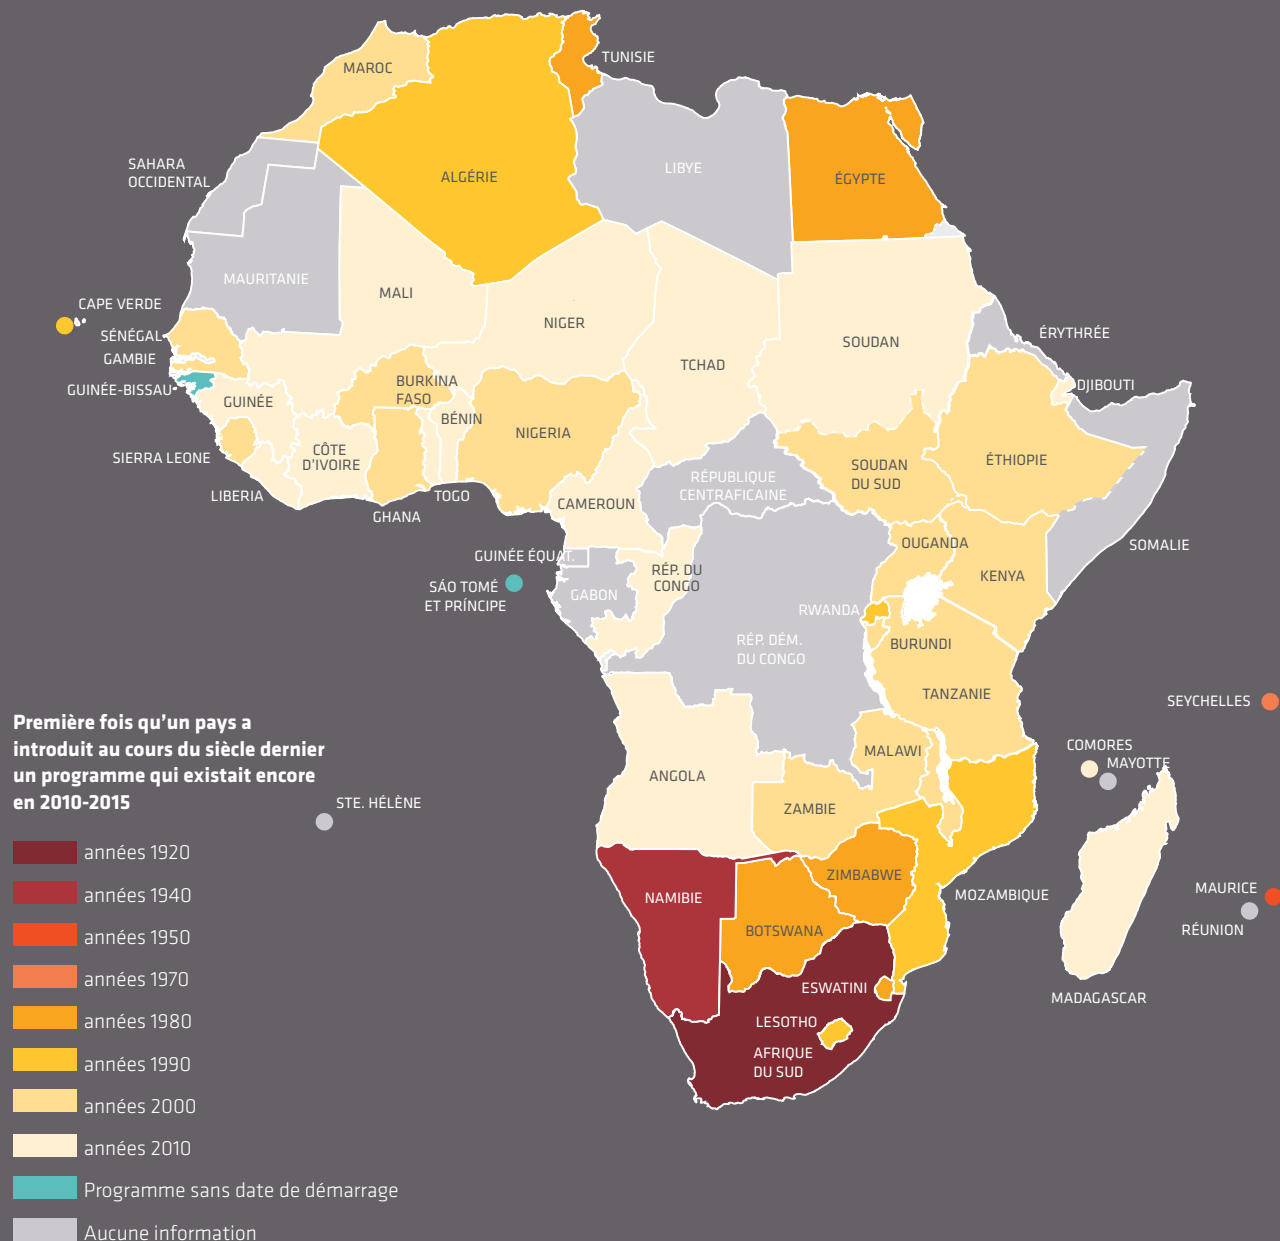 TUNISIE
MAROC
SAHARA
OCCIDENTAL
ALGÉRIE
LIBYE
ÉGYPTE
MAURITANIE
MALI
CAPE VERDE
NIGER
SÉNÉGAL
ÉRYTHRÉE
SOUDAN
GAMBIE
TCHAD
GUINÉE-BISSAU
DJIBOUTI
BURKINA
FASO
GUINÉE
BÉNIN
NIGERIA
CÔTE
D'IVOIRE
SIERRA LEONE
ÉTHIOPIE
SOUDAN
DU SUD
RÉPUBLIQUE
CENTRAFICAINE
LIBERIA
TOGO
CAMEROUN
GHANA
OUGANDA
SOMALIE
GUINÉE ÉQUAT.
RÉP. DU
CONGO
KENYA
SÁO TOMÉ
ET PRÍNCIPE
GABON
RWANDA
RÉP. DÉM.
DU CONGO
BURUNDI
TANZANIE
SEYCHELLES
Première fois qu'un pays a
introduit au cours du siècle dernier
un programme qui existait encore
en 2010-2015
COMORES
MALAWI
MAYOTTE
ANGOLA
STE. HÉLÈNE
ZAMBIE
années 1920
ZIMBABWE
MAURICE
années 1940
NAMIBIE
MOZAMBIQUE
BOTSWANA
RÉUNION
années 1950
années 1970
ESWATINI
MADAGASCAR
années 1980
LESOTHO
AFRIQUE
DU SUD
années 1990
années 2000
années 2010
Programme sans date de démarrage
Aucune information